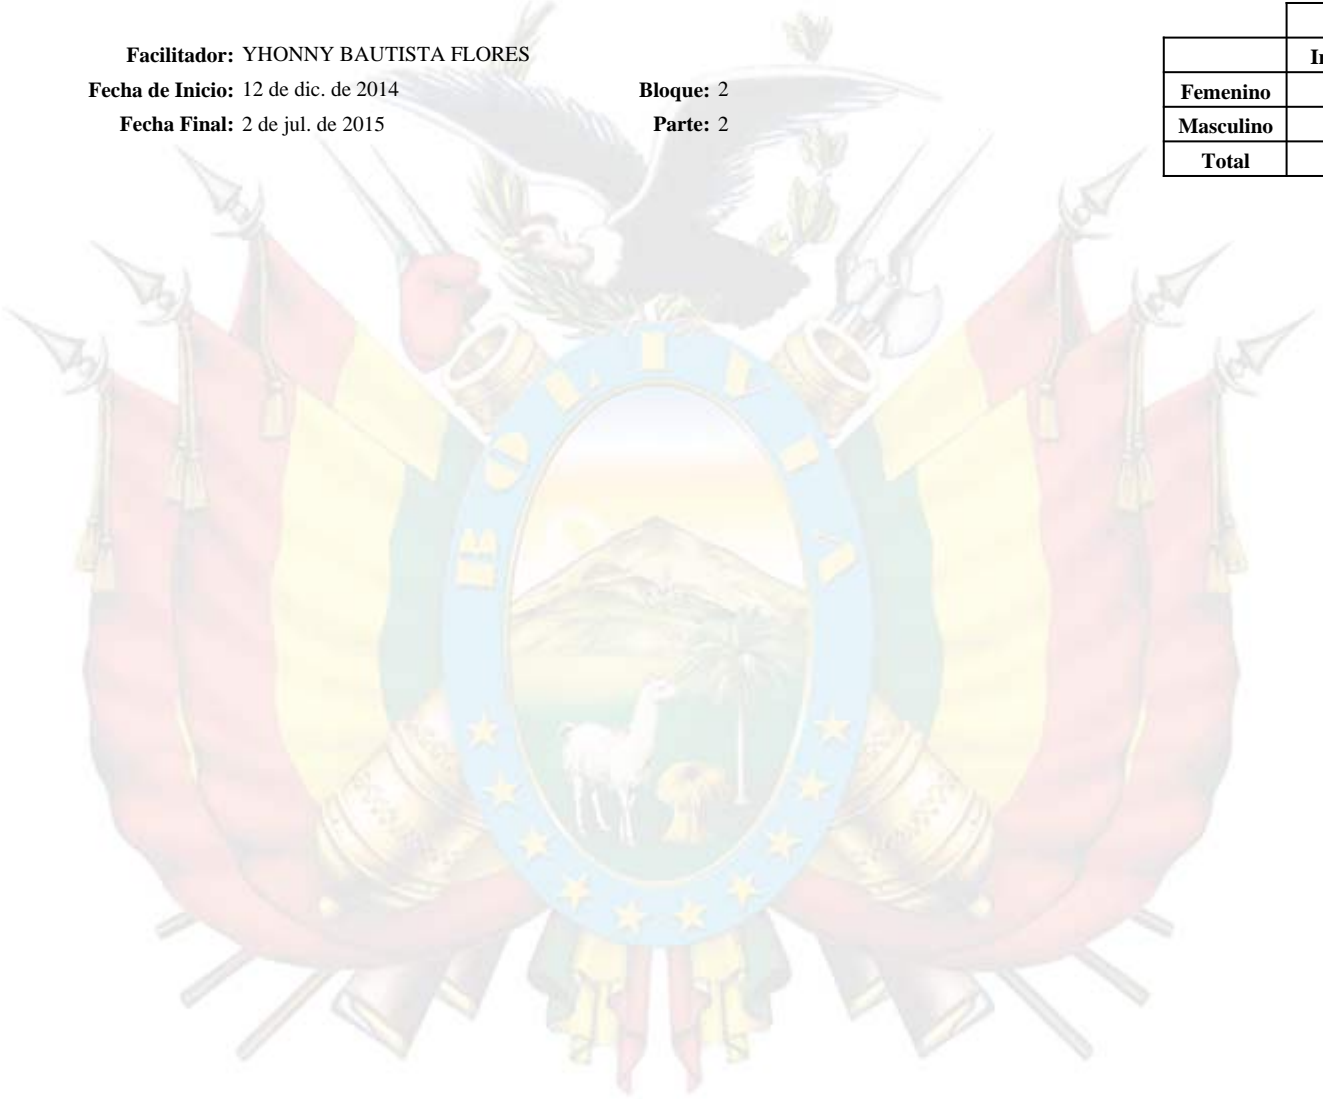 Facilitador: YHONNY BAUTISTA FLORES
Fecha de Inicio: 12 de dic. de 2014 Bloque: 2
Fecha Final: 2 de jul. de 2015 Parte: 2
Femenino
Masculino
Total
BOLIVIA